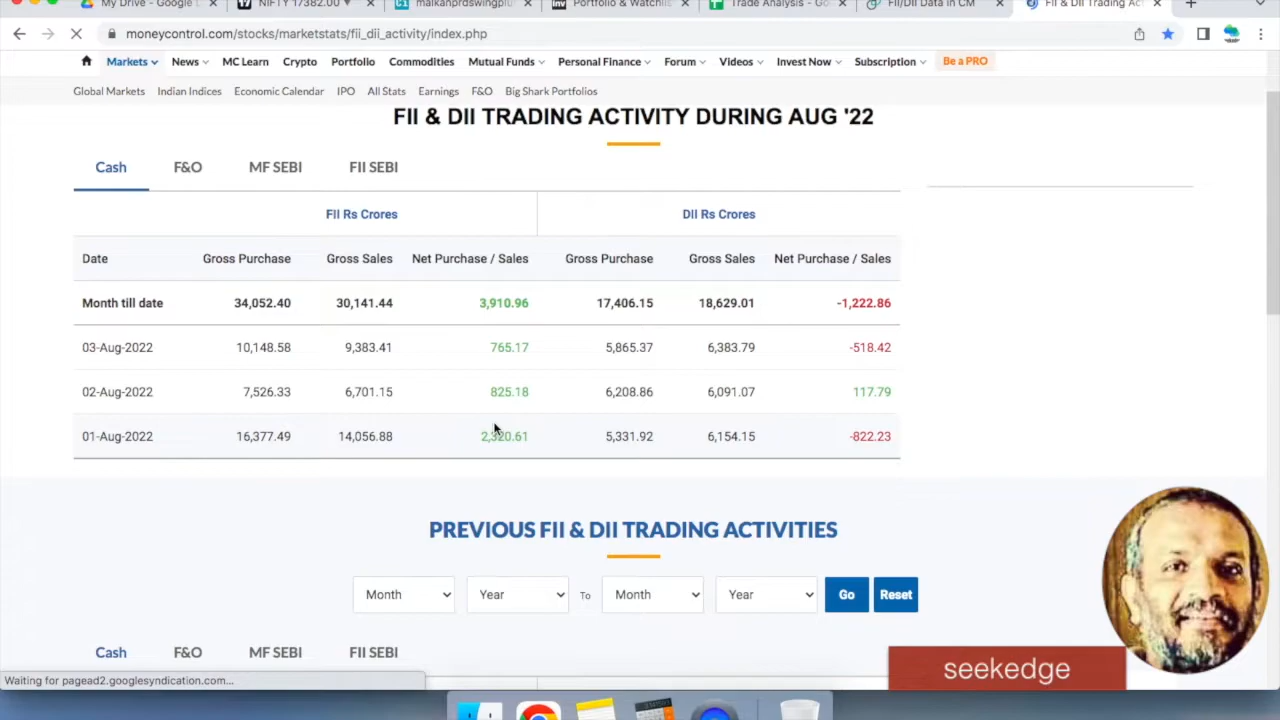 My Drive - Google
NIFTY 17382.00
malkanprdswingplu
Portfolio & Watchlis
Trade Analysis - Go
FII/DII Data in CM
FII & DII Trading Act
moneycontrol.com/stocks/marketstats/fii_dii_activity/index.php
Markets News MC Learn Crypto Portfolio Commodities Mutual Funds Personal Finance Forum Videos Invest Now Subscription Be a PRO
Global Markets Indian Indices Economic Calendar IPO All Stats Earnings F&O Big Shark Portfolios
FII & DII TRADING ACTIVITY DURING AUG '22
Cash F&O MF SEBI FII SEBI
FII Rs Crores DII Rs Crores
Date Gross Purchase Gross Sales Net Purchase / Sales Gross Purchase Gross Sales Net Purchase / Sales
Month till date 34,052.40 30,141.44 3,910.96 17,406.15 18,629.01 -1,222.86
03-Aug-2022 10,148.58 9,383.41 765.17 5,865.37 6,383.79 -518.42
02-Aug-2022 7,526.33 6,701.15 825.18 6,208.86 6,091.07 117.79
01-Aug-2022 16,377.49 14,056.88 2,320.61 5,331.92 6,154.15 -822.23
PREVIOUS FII & DII TRADING ACTIVITIES
Month Year To Month Year Go Reset
Cash F&O MF SEBI FII SEBI
seekedge
Waiting for pagead2.googlesyndication.com...